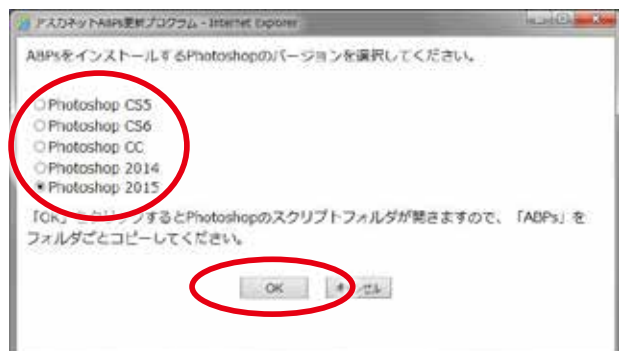 アスカネットABPs更新プログラム - Internet Explorer
ABPsをインストールするPhotoshopのバージョンを選択してください。
Photoshop CS5
Photoshop CS6
Photoshop CC
Photoshop 2014
Photoshop 2015
「OK」をクリックするとPhotoshopのスクリプトフォルダが開きますので、「ABPs」を
フォルダごとコピーしてください。
OK
キャンセル